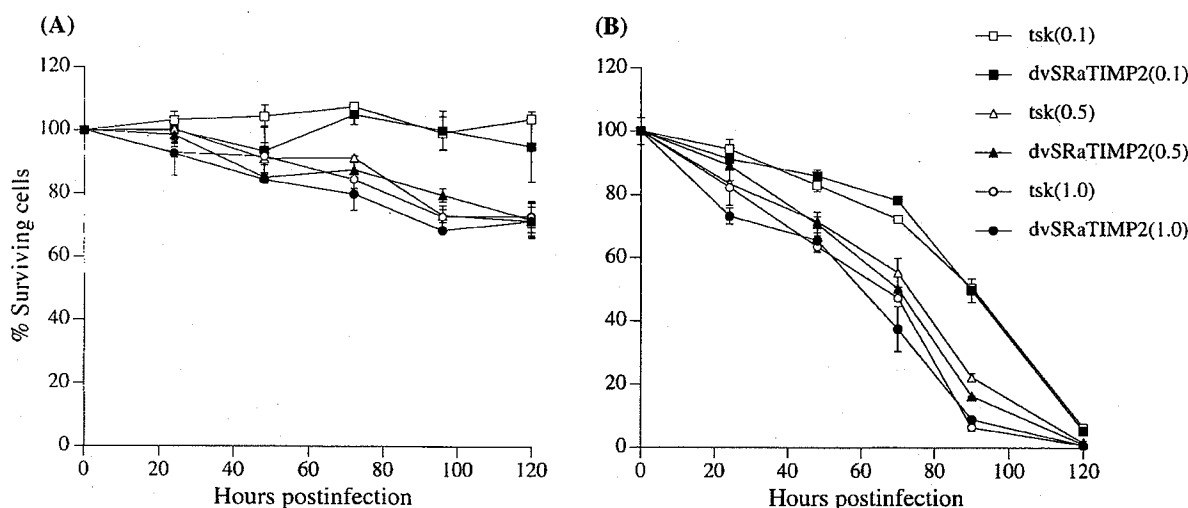 (A)
(B)
tsk(0.1)
dvSRaTIMP2(0.1)
tsk(0.5)
dvSRaTIMP2(0.5)
tsk(1.0)
dvSRaTIMP2(1.0)
% Surviving cells
120
100
80
60
40
20
0
0 20 40 60 80 100 120
Hours postinfection
120
100
80
60
40
20
0
0 20 40 60 80 100 120
Hours postinfection